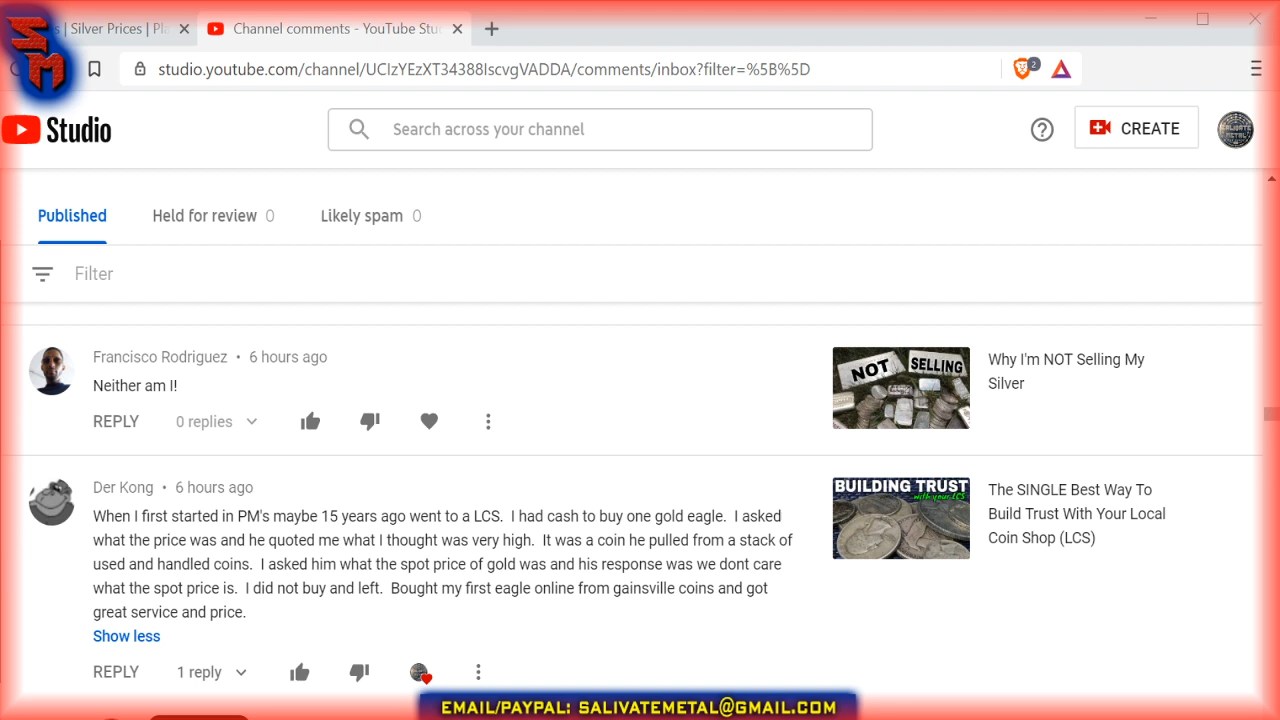 s | Silver Prices | Pl
Channel comments - YouTube Stu
studio.youtube.com/channel/UCIzYEzXT34388IscvgVADDA/comments/inbox?filter=%5B%5D
2
SM
Studio
Search across your channel
CREATE
SALIVATE METAL
Published
Held for review 0
Likely spam 0
Filter
Francisco Rodriguez • 6 hours ago
Neither am I!
REPLY
0 replies
NOT SELLING
Why I'm NOT Selling My
Silver
Der Kong • 6 hours ago
When I first started in PM's maybe 15 years ago went to a LCS. I had cash to buy one gold eagle. I asked
what the price was and he quoted me what I thought was very high. It was a coin he pulled from a stack of
used and handled coins. I asked him what the spot price of gold was and his response was we dont care
what the spot price is. I did not buy and left. Bought my first eagle online from gainsville coins and got
great service and price.
Show less
REPLY
1 reply
BUILDING TRUST
with your LCS
The SINGLE Best Way To
Build Trust With Your Local
Coin Shop (LCS)
EMAIL/PAYPAL: SALIVATEMETAL@GMAIL.COM